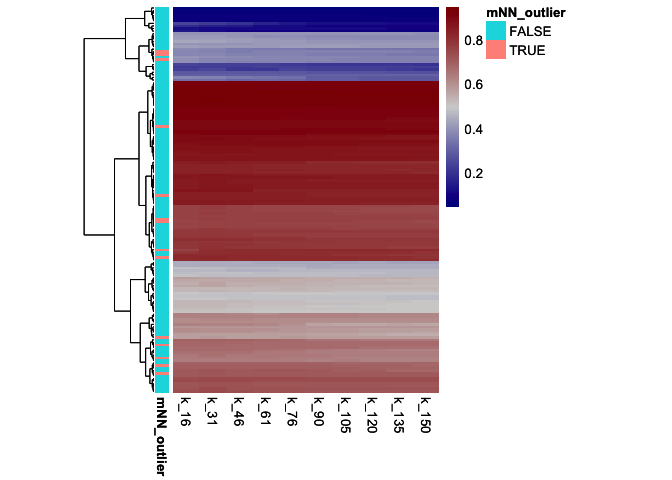 mNN_outlier
FALSE
TRUE
0.8
0.6
0.4
0.2
mNN_outlier
k_16
k_31
k_46
k_61
k_76
k_90
k_105
k_120
k_135
k_150